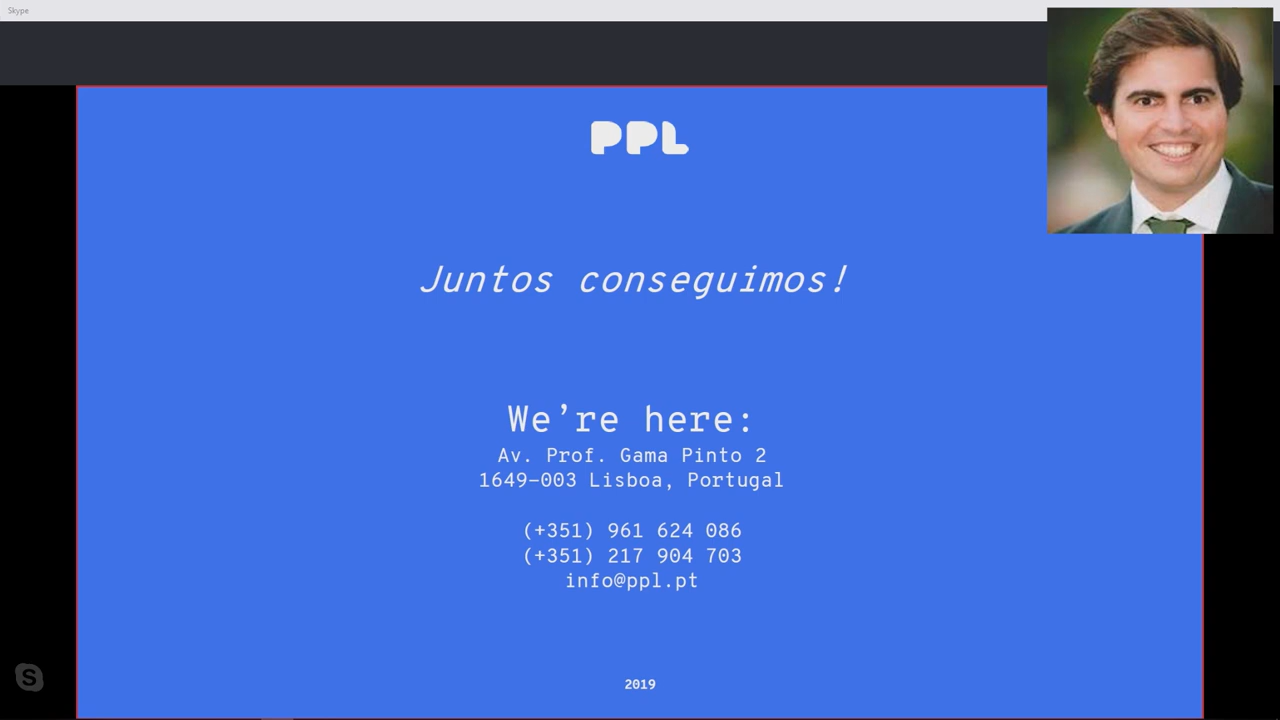 Skype
PPL
Juntos conseguimos!
We're here:
Av. Prof. Gama Pinto 2
1649-003 Lisboa, Portugal
(+351) 961 624 086
(+351) 217 904 703
info@ppl.pt
2019